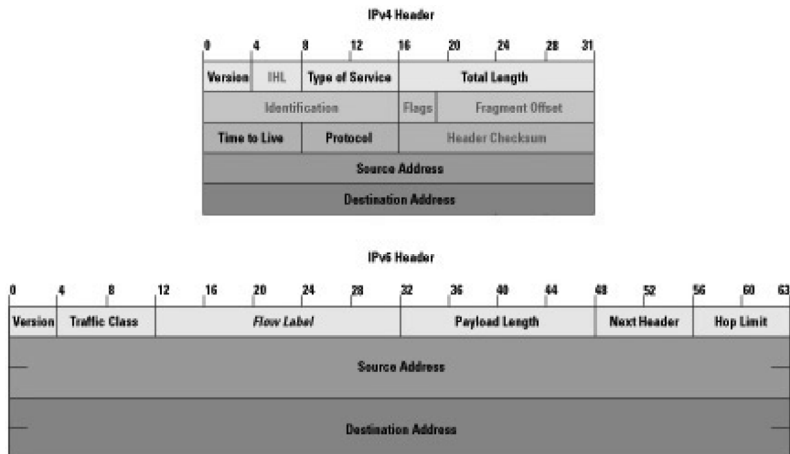 IPv4 Header
0 4 8 12 16 20 24 28 31
Version IHL Type of Service Total Length
Identification Flags Fragment Offset
Time to Live Protocol Header Checksum
Source Address
Destination Address
IPv6 Header
0 4 8 12 16 20 24 28 32 36 40 44 48 52 56 60 63
Version Traffic Class Flow Label Payload Length Next Header Hop Limit
Source Address
Destination Address